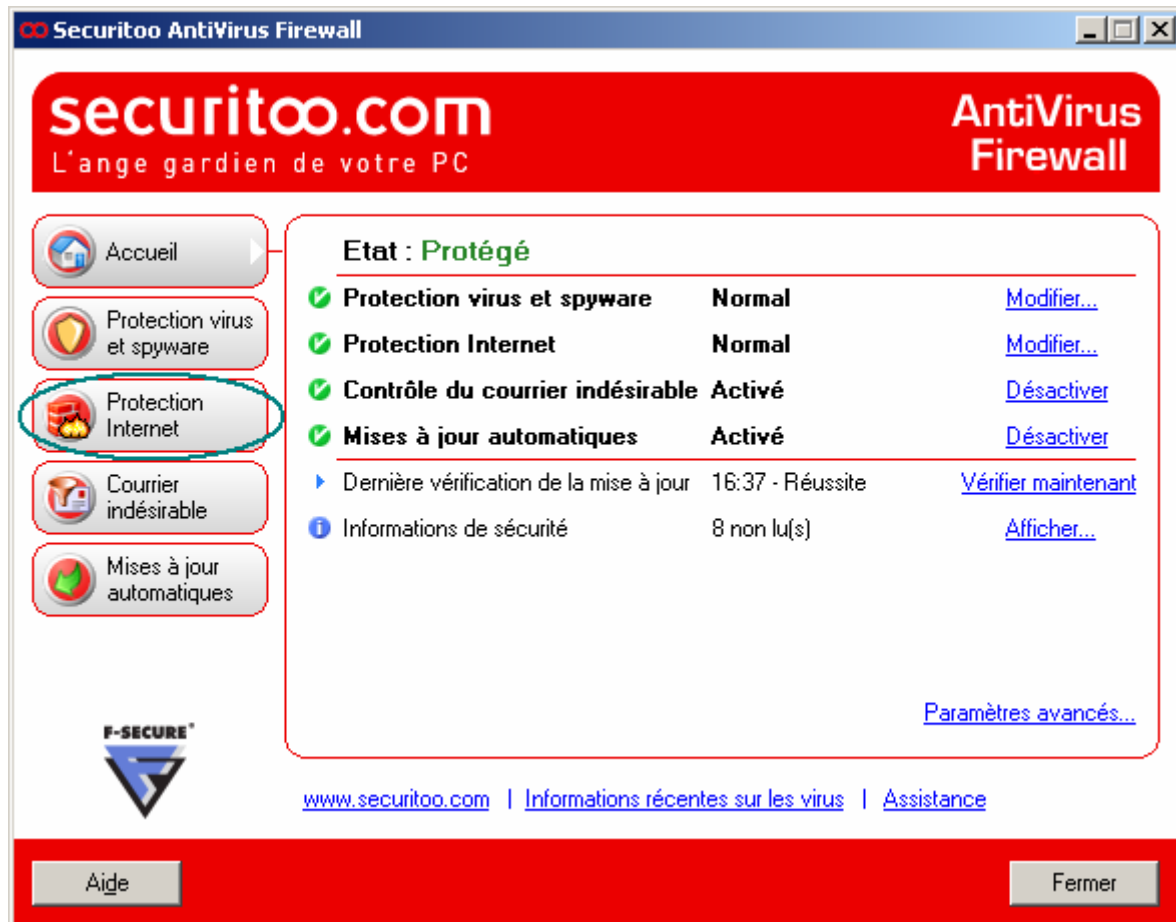 Securitoo AntiVirus Firewall
securitoo.com
L'ange gardien de votre PC
AntiVirus
Firewall
Accueil
Protection virus
et spyware
Protection
Internet
Courrier
indésirable
Mises à jour
automatiques
Etat : Protégé
Protection virus et spyware Normal Modifier...
Protection Internet Normal Modifier...
Contrôle du courrier indésirable Activé Désactiver
Mises à jour automatiques Activé Désactiver
Dernière vérification de la mise à jour 16:37 - Réussite Vérifier maintenant
Informations de sécurité 8 non lu(s) Afficher...
Paramètres avancés...
F-SECURE®
www.securitoo.com | Informations récentes sur les virus | Assistance
Aide
Fermer